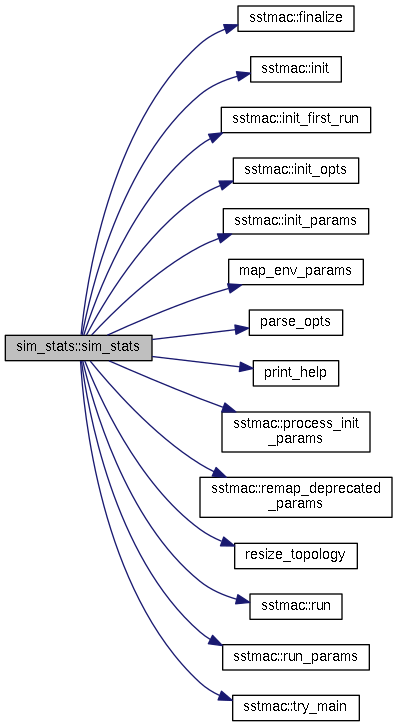 sstmac::finalize
sstmac::init
sstmac::init_first_run
sstmac::init_opts
sstmac::init_params
map_env_params
sim_stats::sim_stats
parse_opts
print_help
sstmac::process_init
_params
sstmac::remap_deprecated
_params
resize_topology
sstmac::run
sstmac::run_params
sstmac::try_main